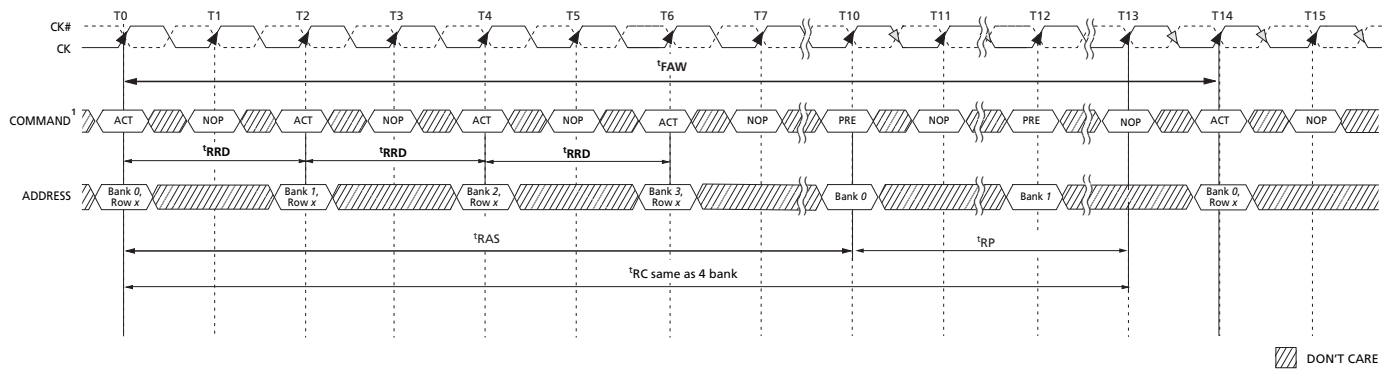 T0 T1 T2 T3 T4 T5 T6 T7 T10 T11 T12 T13 T14 T15
CK#
CK
tFAW
COMMAND1 ACT NOP ACT NOP ACT NOP ACT NOP PRE NOP PRE NOP ACT NOP
tRRD tRRD tRRD
ADDRESS Bank 0, Row x Bank 1, Row x Bank 2, Row x Bank 3, Row x Bank 0 Bank 1 Bank 0, Row x
tRAS tRP
tRC same as 4 bank
DON'T CARE